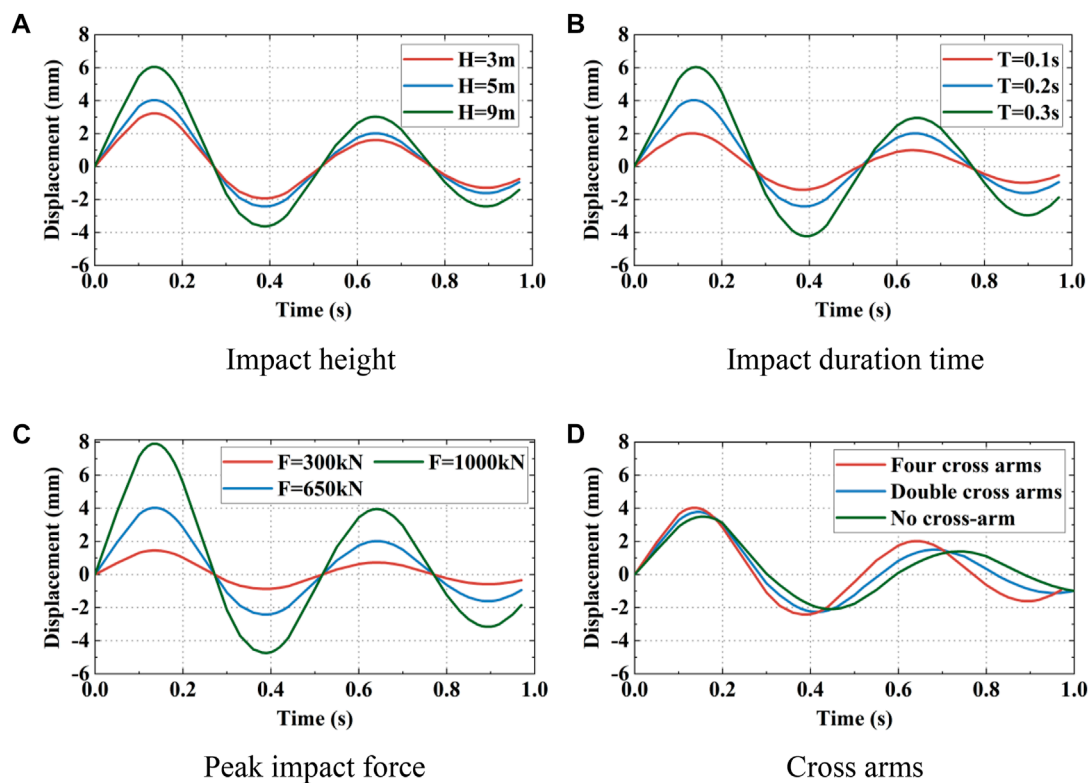 A
Displacement (mm)
8
6
4
2
0
-2
-4
-6
0.0 0.2 0.4 0.6 0.8 1.0
Time (s)
H=3m
H=5m
H=9m
Impact height
B
Displacement (mm)
8
6
4
2
0
-2
-4
-6
0.0 0.2 0.4 0.6 0.8 1.0
Time (s)
T=0.1s
T=0.2s
T=0.3s
Impact duration time
C
Displacement (mm)
8
6
4
2
0
-2
-4
-6
0.0 0.2 0.4 0.6 0.8 1.0
Time (s)
F=300kN F=1000kN
F=650kN
Peak impact force
D
Displacement (mm)
8
6
4
2
0
-2
-4
-6
0.0 0.2 0.4 0.6 0.8 1.0
Time (s)
Four cross arms
Double cross arms
No cross-arm
Cross arms